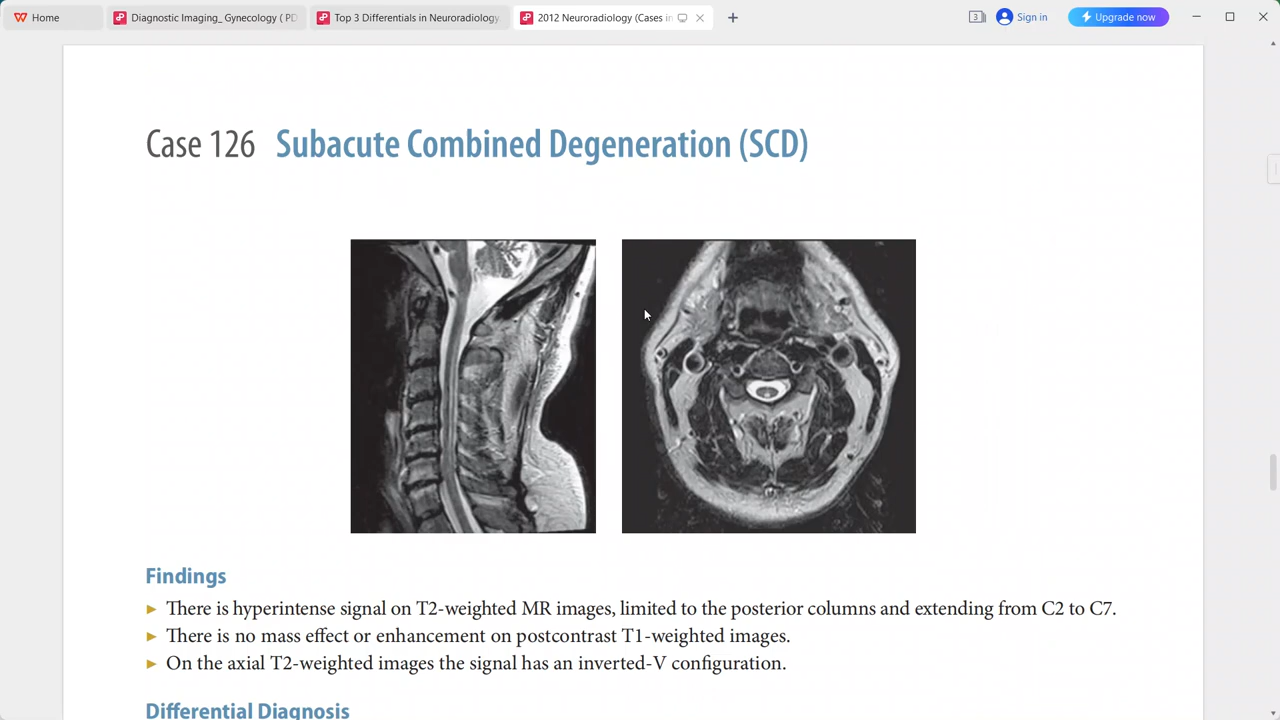 Home
Diagnostic Imaging_ Gynecology ( PD
Top 3 Differentials in Neuroradiology
2012 Neuroradiology (Cases in
3
Sign in
Upgrade now
Case 126 Subacute Combined Degeneration (SCD)
Findings
► There is hyperintense signal on T2-weighted MR images, limited to the posterior columns and extending from C2 to C7.
► There is no mass effect or enhancement on postcontrast T1-weighted images.
► On the axial T2-weighted images the signal has an inverted-V configuration.
Differential Diagnosis